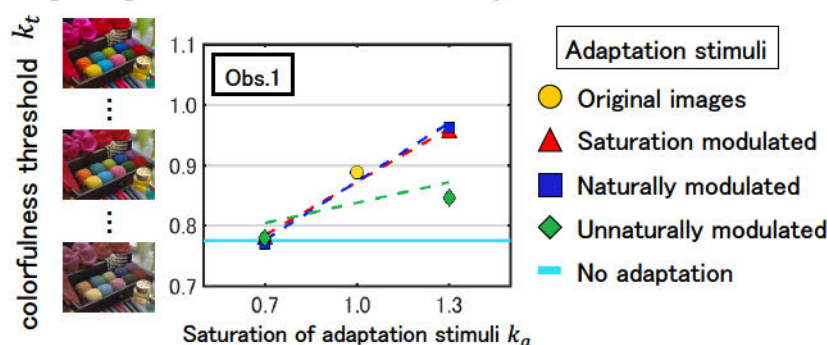 colorfulness threshold k_t
1.1
1.0
0.9
0.8
0.7
Obs.1
0.7 1.0 1.3
Saturation of adaptation stimuli k_a
Adaptation stimuli
Original images
Saturation modulated
Naturally modulated
Unnaturally modulated
No adaptation